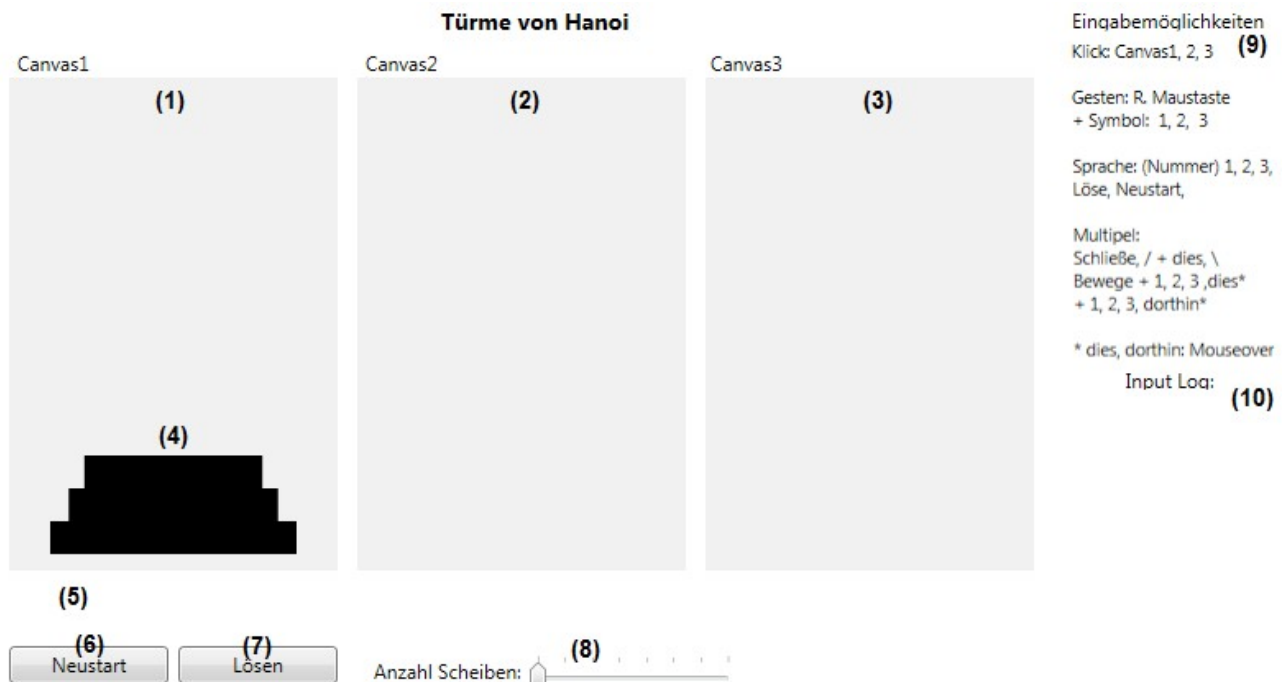 Türme von Hanoi
Canvas1
Canvas2
Canvas3
(1)
(2)
(3)
(4)
(5)
(6)
Neustart
(7)
Lösen
Anzahl Scheiben:
(8)
Eingabemöglichkeiten
Klick: Canvas1, 2, 3 (9)
Gesten: R. Maustaste
+ Symbol: 1, 2, 3
Sprache: (Nummer) 1, 2, 3,
Löse, Neustart,
Multipel:
Schließe, / + dies, \
Bewege + 1, 2, 3 ,dies*
+ 1, 2, 3, dorthin*
* dies, dorthin: Mouseover
Input Log:
(10)